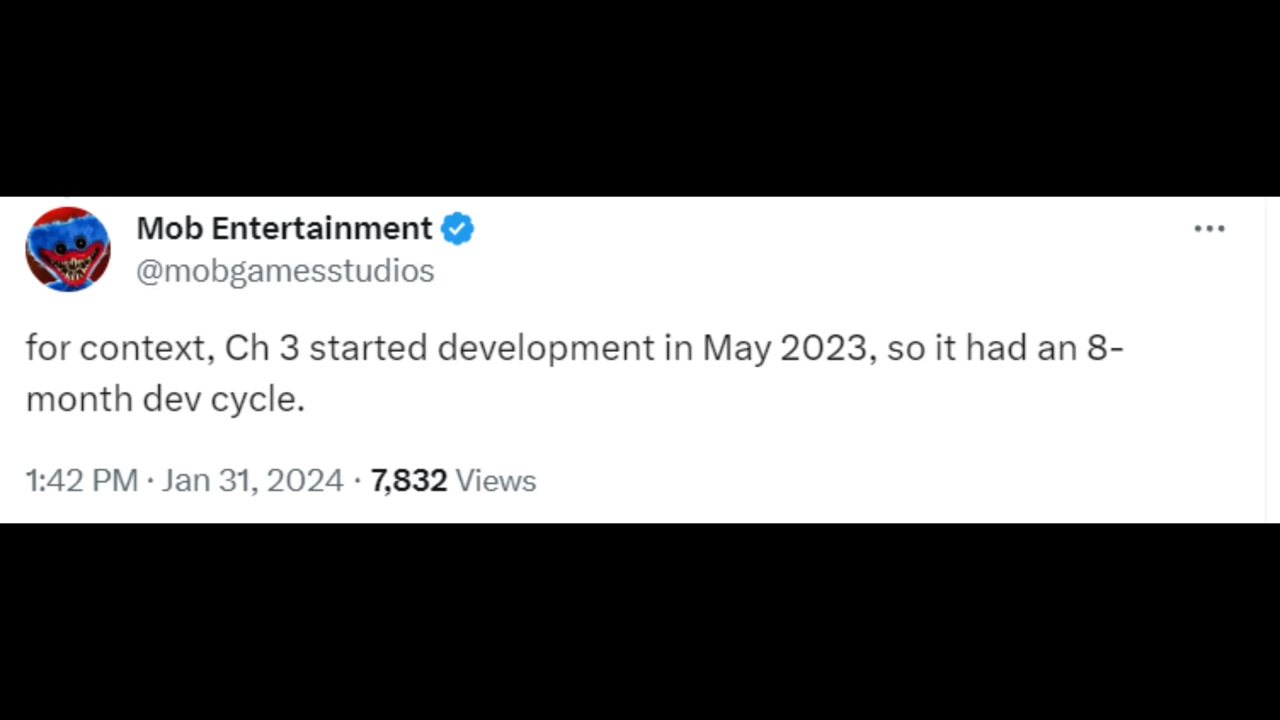 Mob Entertainment
@mobgamesstudios
for context, Ch 3 started development in May 2023, so it had an 8-
month dev cycle.
1:42 PM · Jan 31, 2024 · 7,832 Views